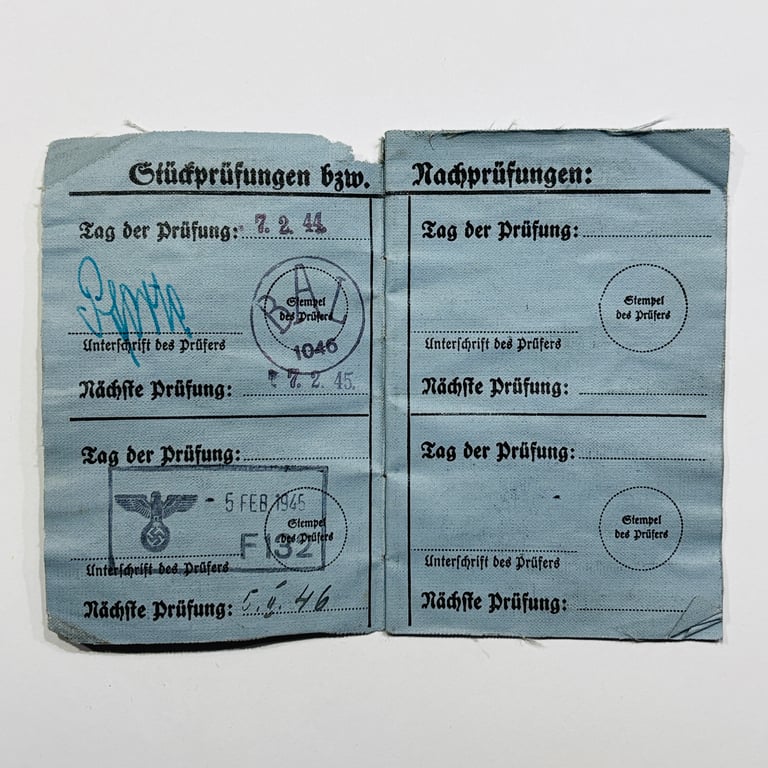 Stückprüfungen bzw.
Tag der Prüfung: 7. 2. 44.
BAL
1046
Stempel
des Prüfers
Unterschrift des Prüfers
Nächste Prüfung: 7. 2. 45.
Tag der Prüfung:
- 5 FEB 1945
F132
Stempel
des Prüfers
Unterschrift des Prüfers
Nächste Prüfung: 46
Nachprüfungen:
Tag der Prüfung:
Stempel
des Prüfers
Unterschrift des Prüfers
Nächste Prüfung:
Tag der Prüfung:
Stempel
des Prüfers
Unterschrift des Prüfers
Nächste Prüfung: